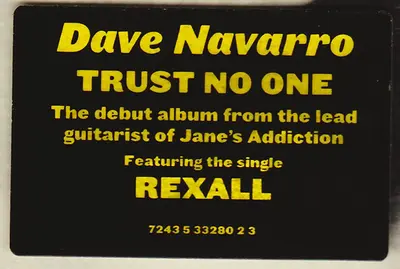 Dave Navarro
TRUST NO ONE
The debut album from the lead
guitarist of Jane's Addiction
Featuring the single
REXALL
7243 5 33280 2 3